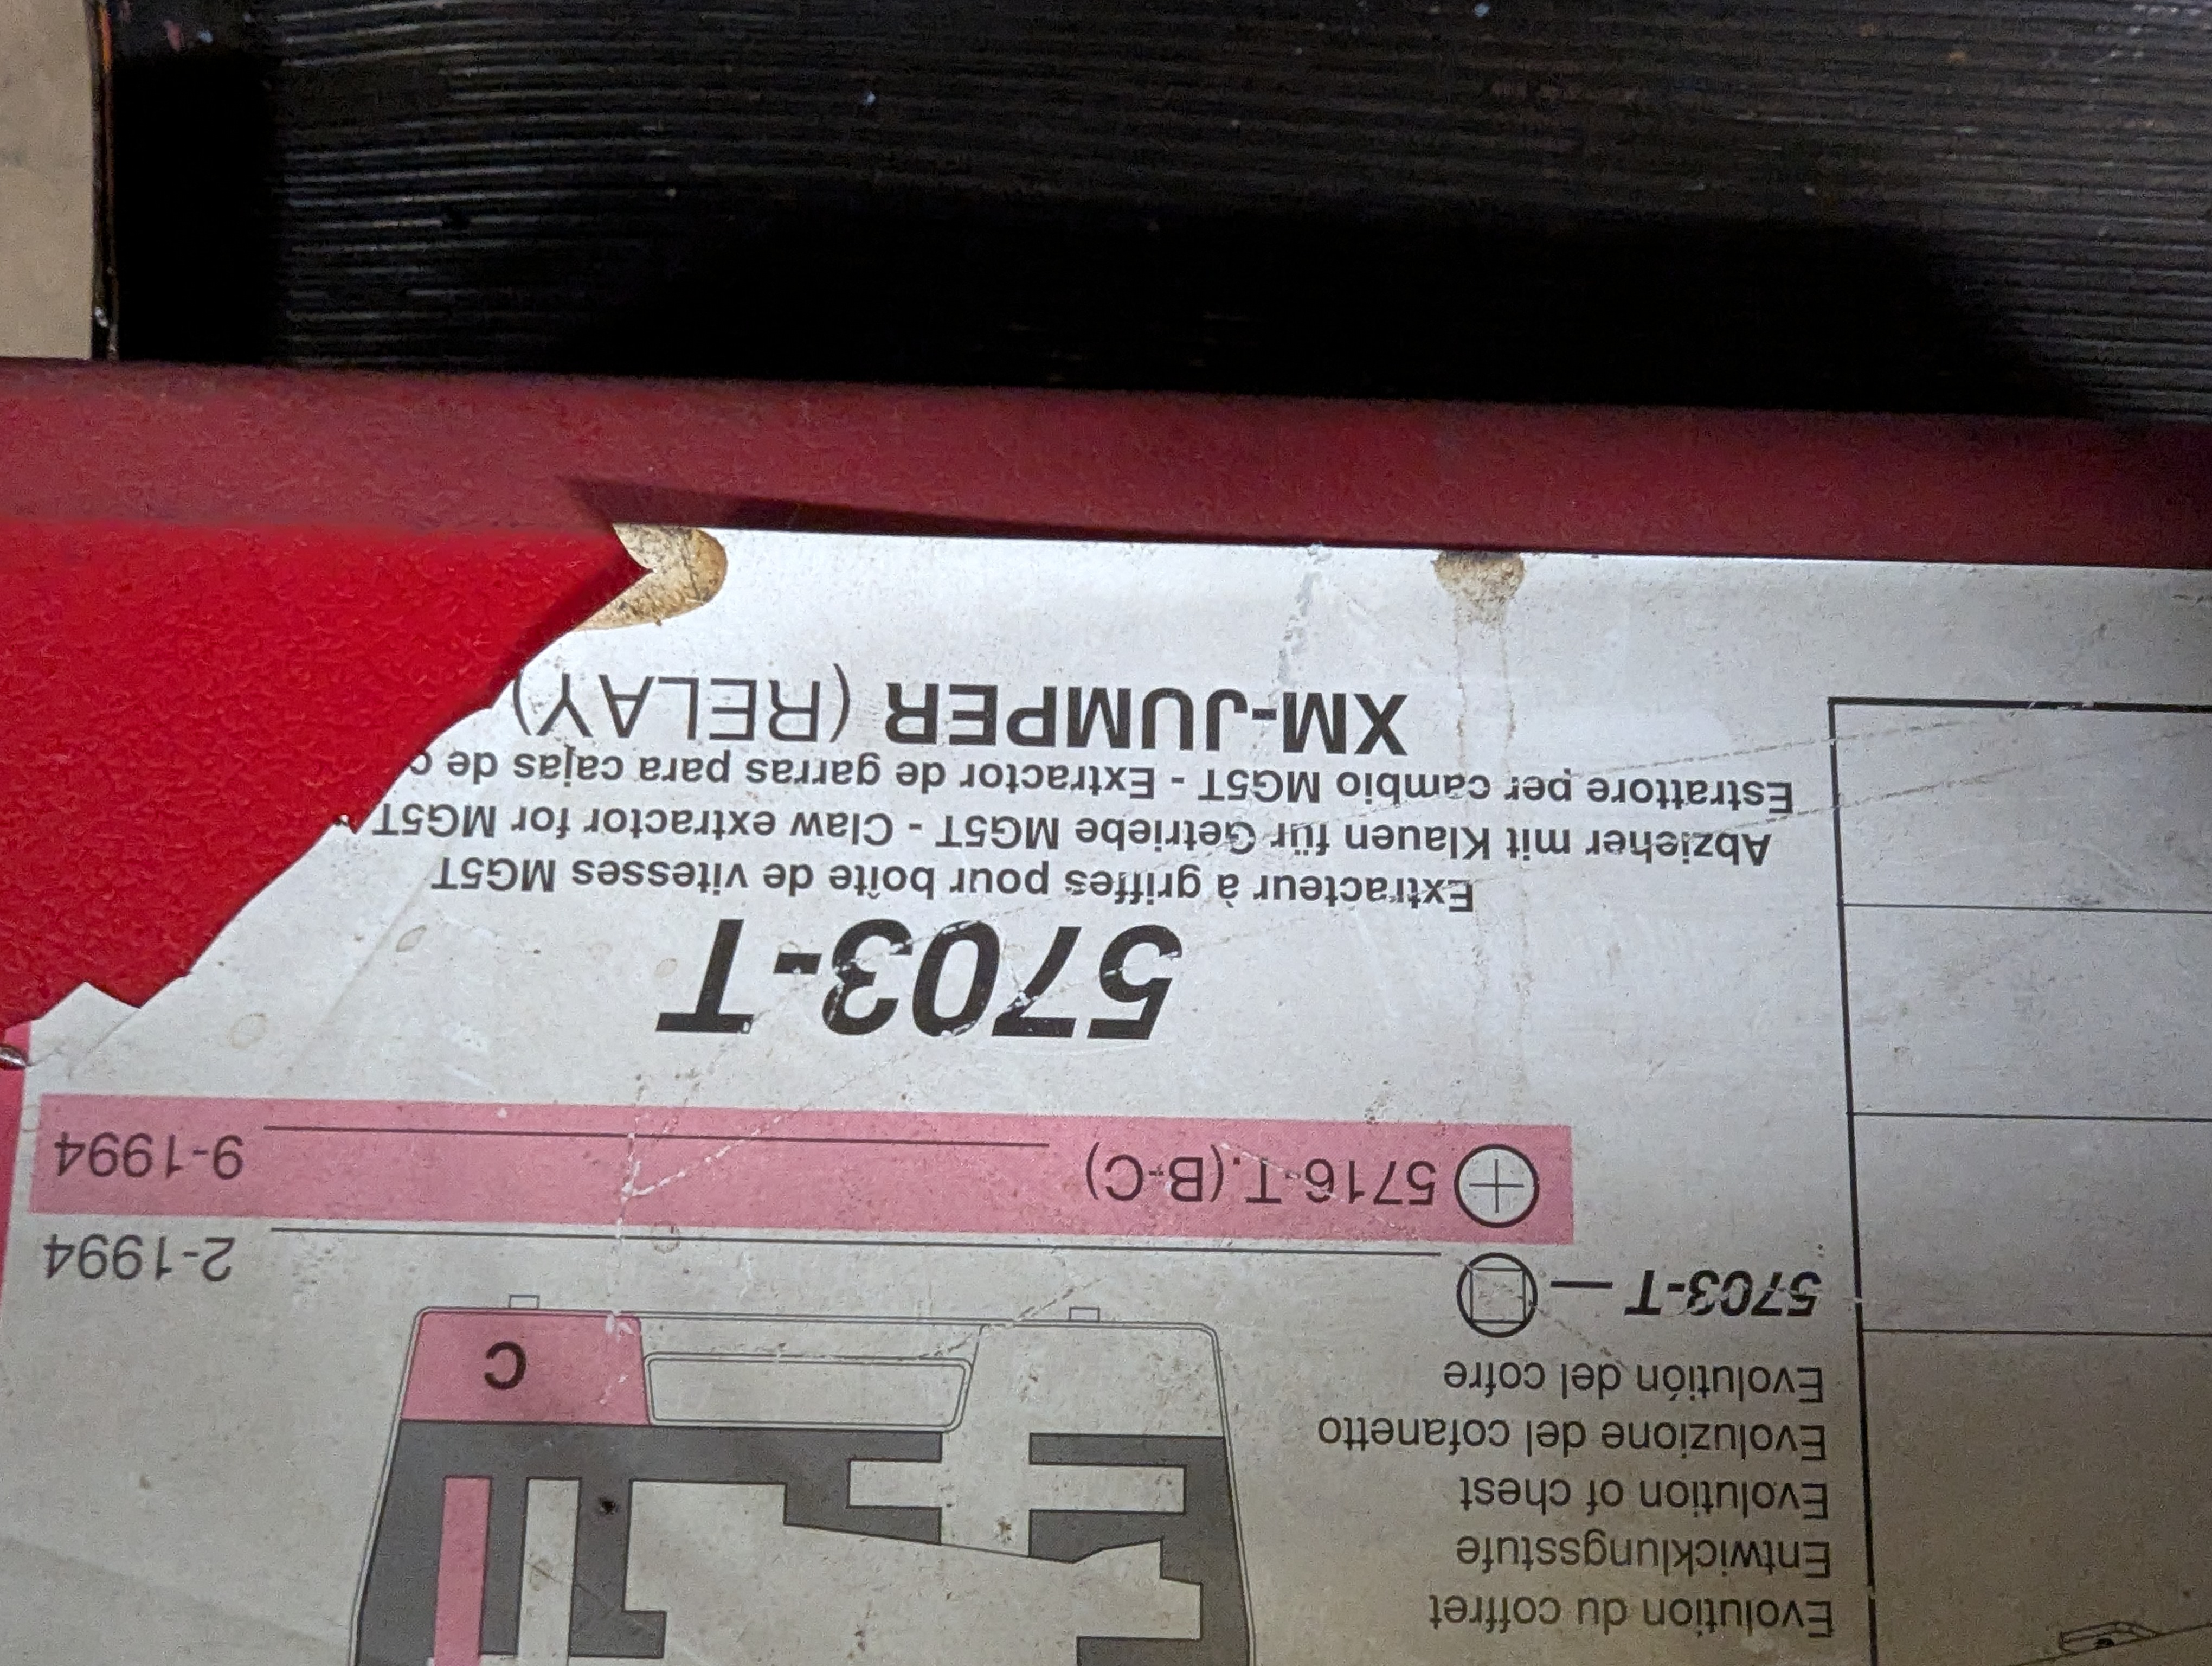 Evolution du coffret
Entwicklungsstufe
Evolution of chest
Evoluzione del cofanetto
Evolutión del cofre
C
5703-T — 2-1994
5716-T.(B-C) 9-1994
5703-T
Extracteur à griffes pour boîte de vitesses MG5T
Abzieher mit Klauen für Getriebe MG5T - Claw extractor for MG5T
Estrattore per cambio MG5T - Extractor de garras para cajas de
XM-JUMPER (RELAY)